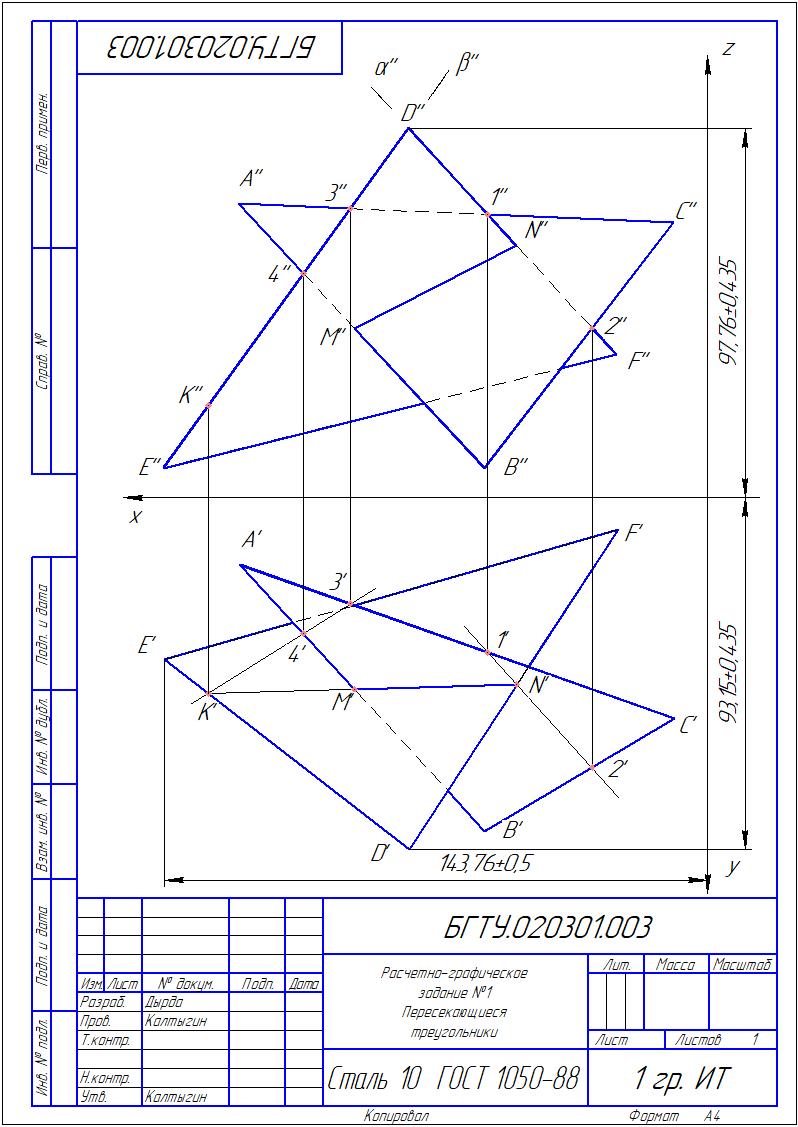 БГТУ.020301.003
z
α″ β″
D″
A″
3″
1″
C″
N″
4″
M″
2″
F″
K″
E″
B″
97,76±0,435
x
A′
F′
3′
E′
4′
1′
K′
M′
N′
C′
2′
B′
D′
93,15±0,435
143,76±0,5
y
Перв. примен.
Справ. №
Подп. и дата
Инв. № дубл.
Взам. инв. №
Подп. и дата
Инв. № подл.
БГТУ.020301.003
Изм. Лист № докум. Подп. Дата
Разраб. Дырда
Пров. Калтыгин
Т.контр.
Н.контр.
Утв. Калтыгин
Расчетно-графическое
задание №1
Пересекающиеся
треугольники
Лит. Масса Масштаб
Лист Листов 1
Сталь 10 ГОСТ 1050-88
1 гр. ИТ
Копировал Формат А4